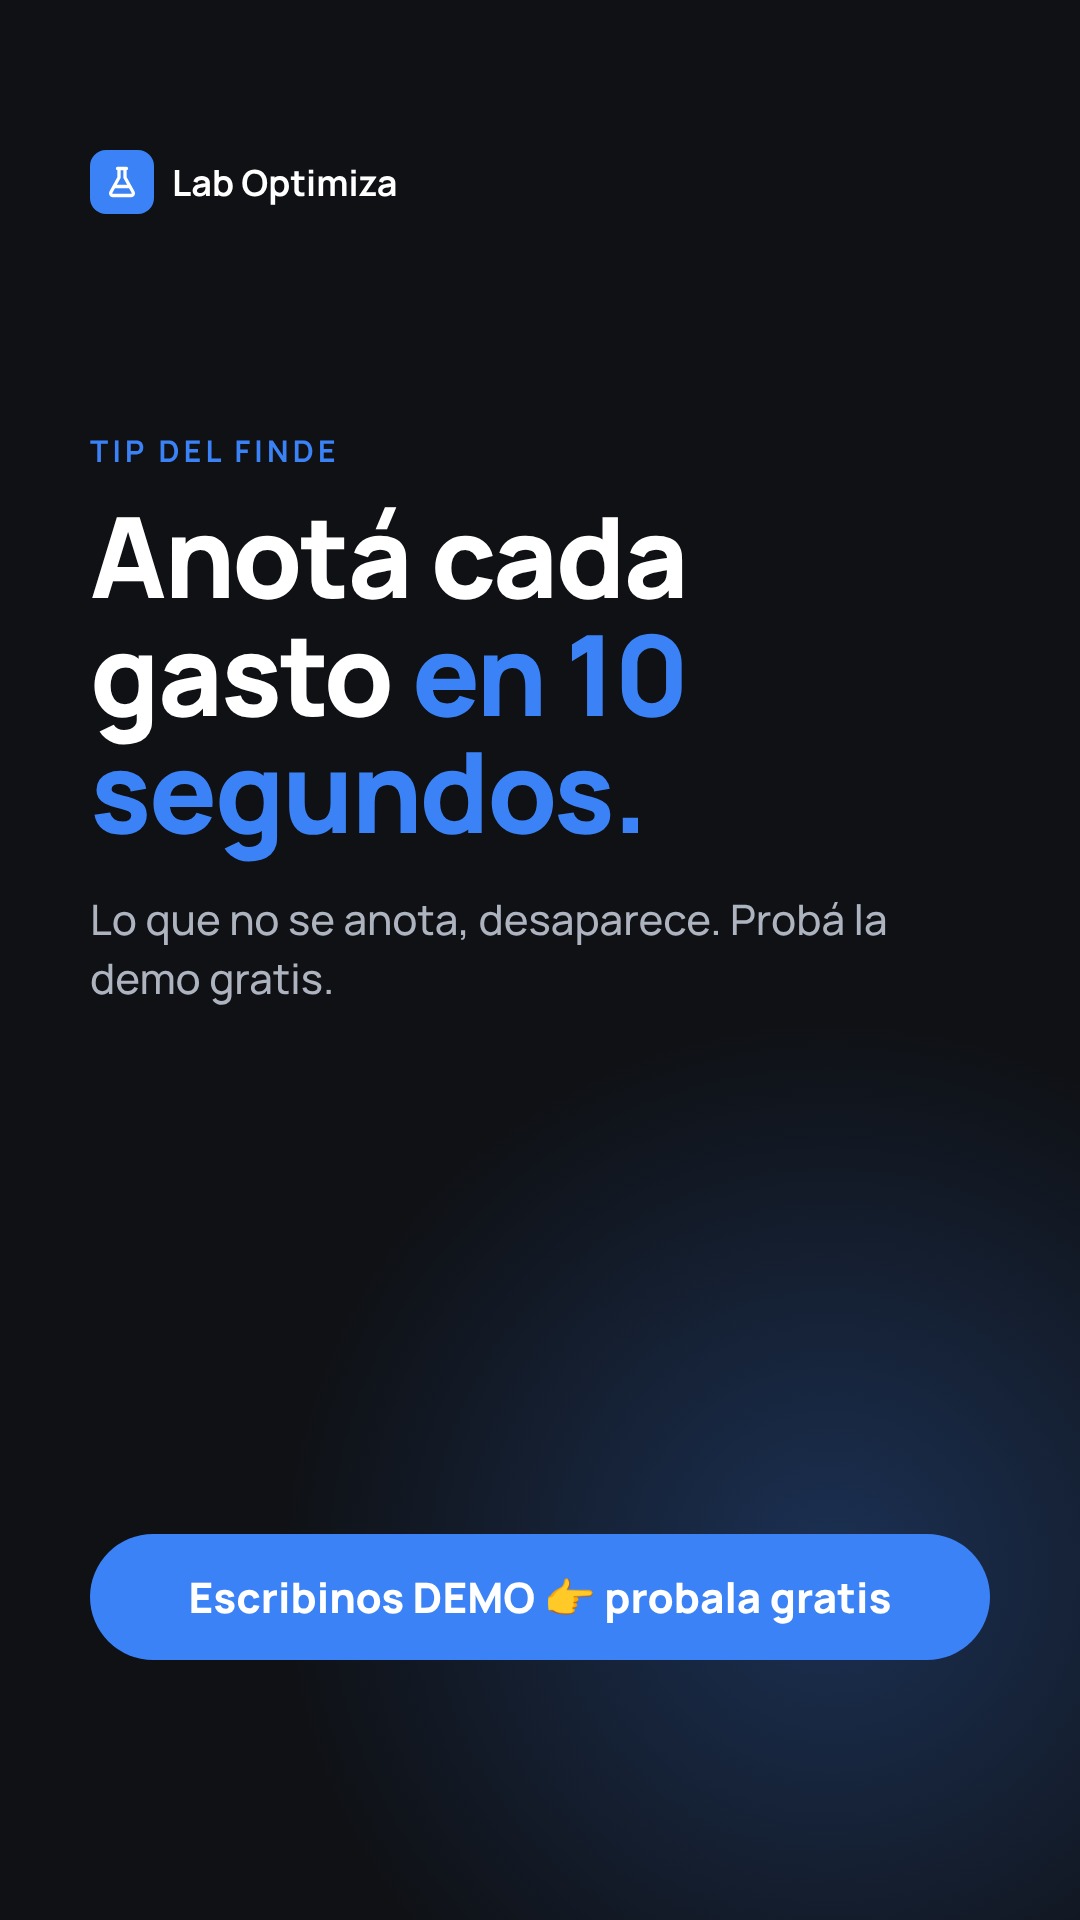 Lab Optimiza
TIP DEL FINDE
Anotá cada
gasto en 10
segundos.
Lo que no se anota, desaparece. Probá la
demo gratis.
Escribinos DEMO 👉 probala gratis